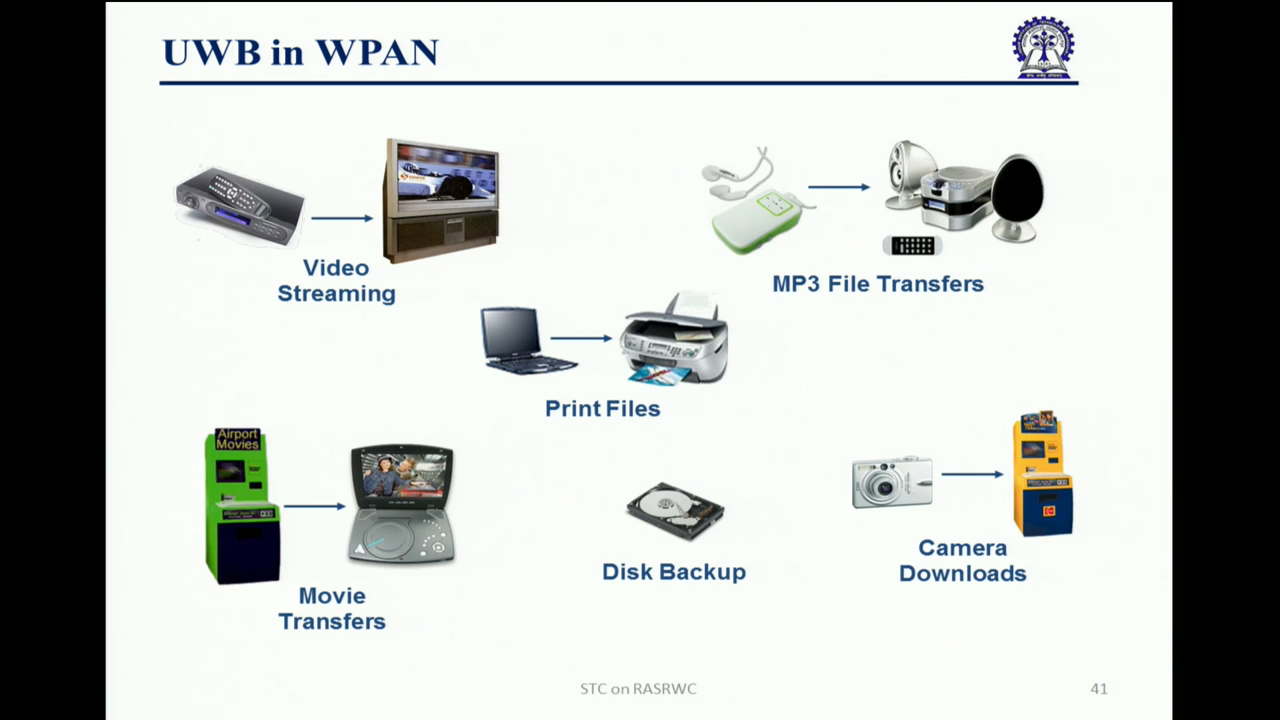 UWB in WPAN
Video
Streaming
MP3 File Transfers
Print Files
Airport
Movies
Movie
Transfers
Disk Backup
Camera
Downloads
STC on RASRWC
41